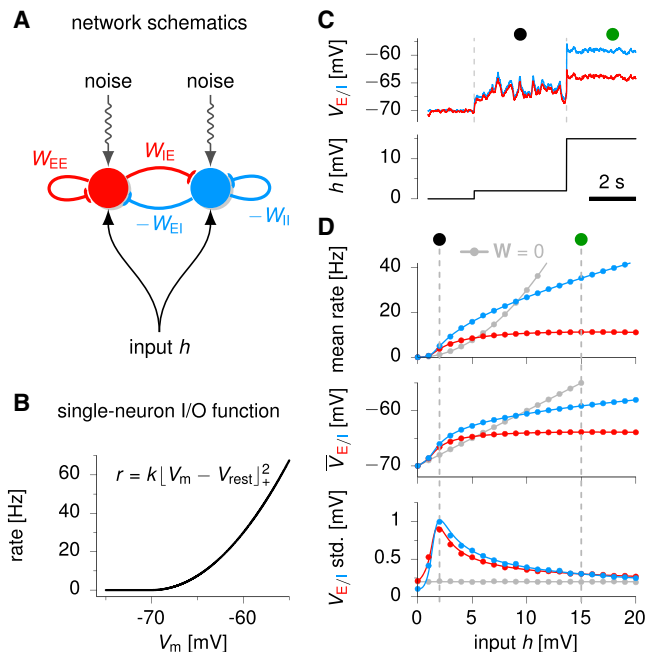 A
network schematics
noise
noise
W_EE
W_IE
−W_EI
−W_II
input h
B
single-neuron I/O function
r = k⌊V_m − V_rest⌋₊²
rate [Hz]
60
40
20
0
-70
-60
V_m [mV]
C
V_E/I [mV]
−60
−65
−70
h [mV]
15
0
2 s
D
W = 0
mean rate [Hz]
40
20
0
V̅_E/I [mV]
−60
−70
V_E/I std. [mV]
1
0.5
0
0
5
10
15
20
input h [mV]